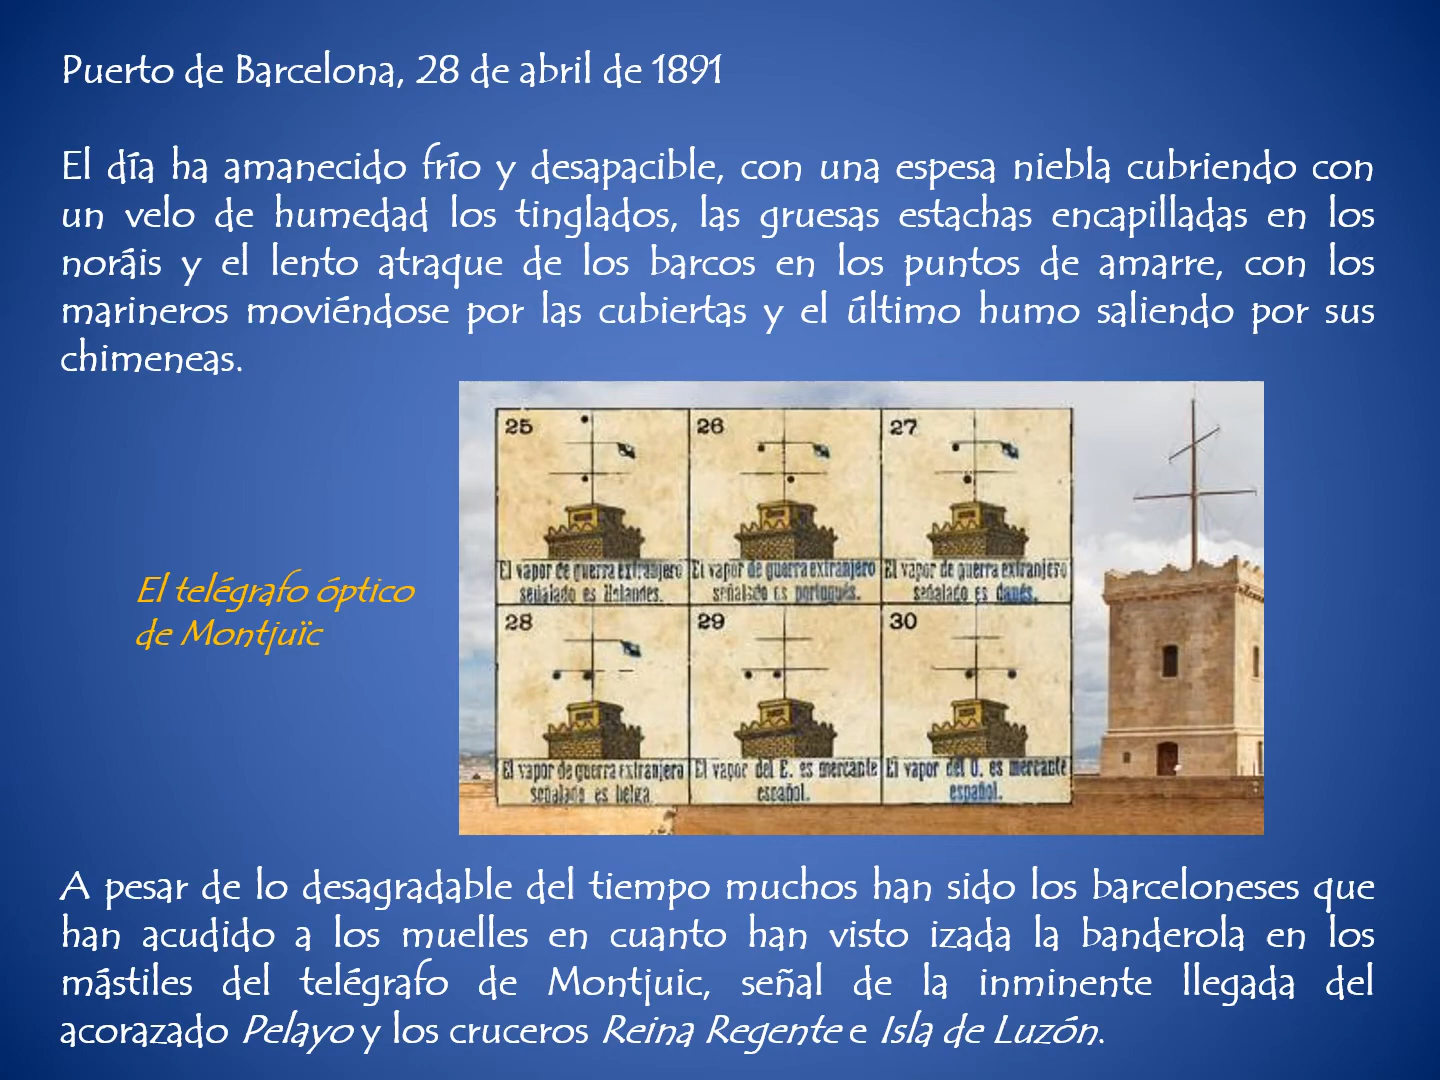 Puerto de Barcelona, 28 de abril de 1891
El día ha amanecido frío y desapacible, con una espesa niebla cubriendo con
un velo de humedad los tinglados, las gruesas estachas encapilladas en los
noráis y el lento atraque de los barcos en los puntos de amarre, con los
marineros moviéndose por las cubiertas y el último humo saliendo por sus
chimeneas.
25 26 27
El vapor de guerra extranjero
señalado es Holandes.
El vapor de guerra extranjero
señalado es portugués.
El vapor de guerra extranjero
señalado es danés.
28 29 30
El vapor de guerra extranjera
señalado es belga.
El vapor del E. es mercante
español.
El vapor del O. es mercante
español.
El telégrafo óptico
de Montjuïc
A pesar de lo desagradable del tiempo muchos han sido los barceloneses que
han acudido a los muelles en cuanto han visto izada la banderola en los
mástiles del telégrafo de Montjuic, señal de la inminente llegada del
acorazado Pelayo y los cruceros Reina Regente e Isla de Luzón.